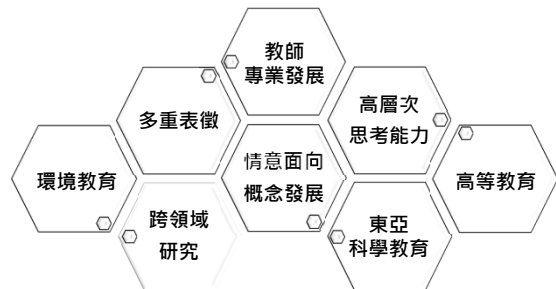 教師
專業發展
多重表徵
高層次
思考能力
環境教育
情意面向
概念發展
高等教育
跨領域
研究
東亞
科學教育